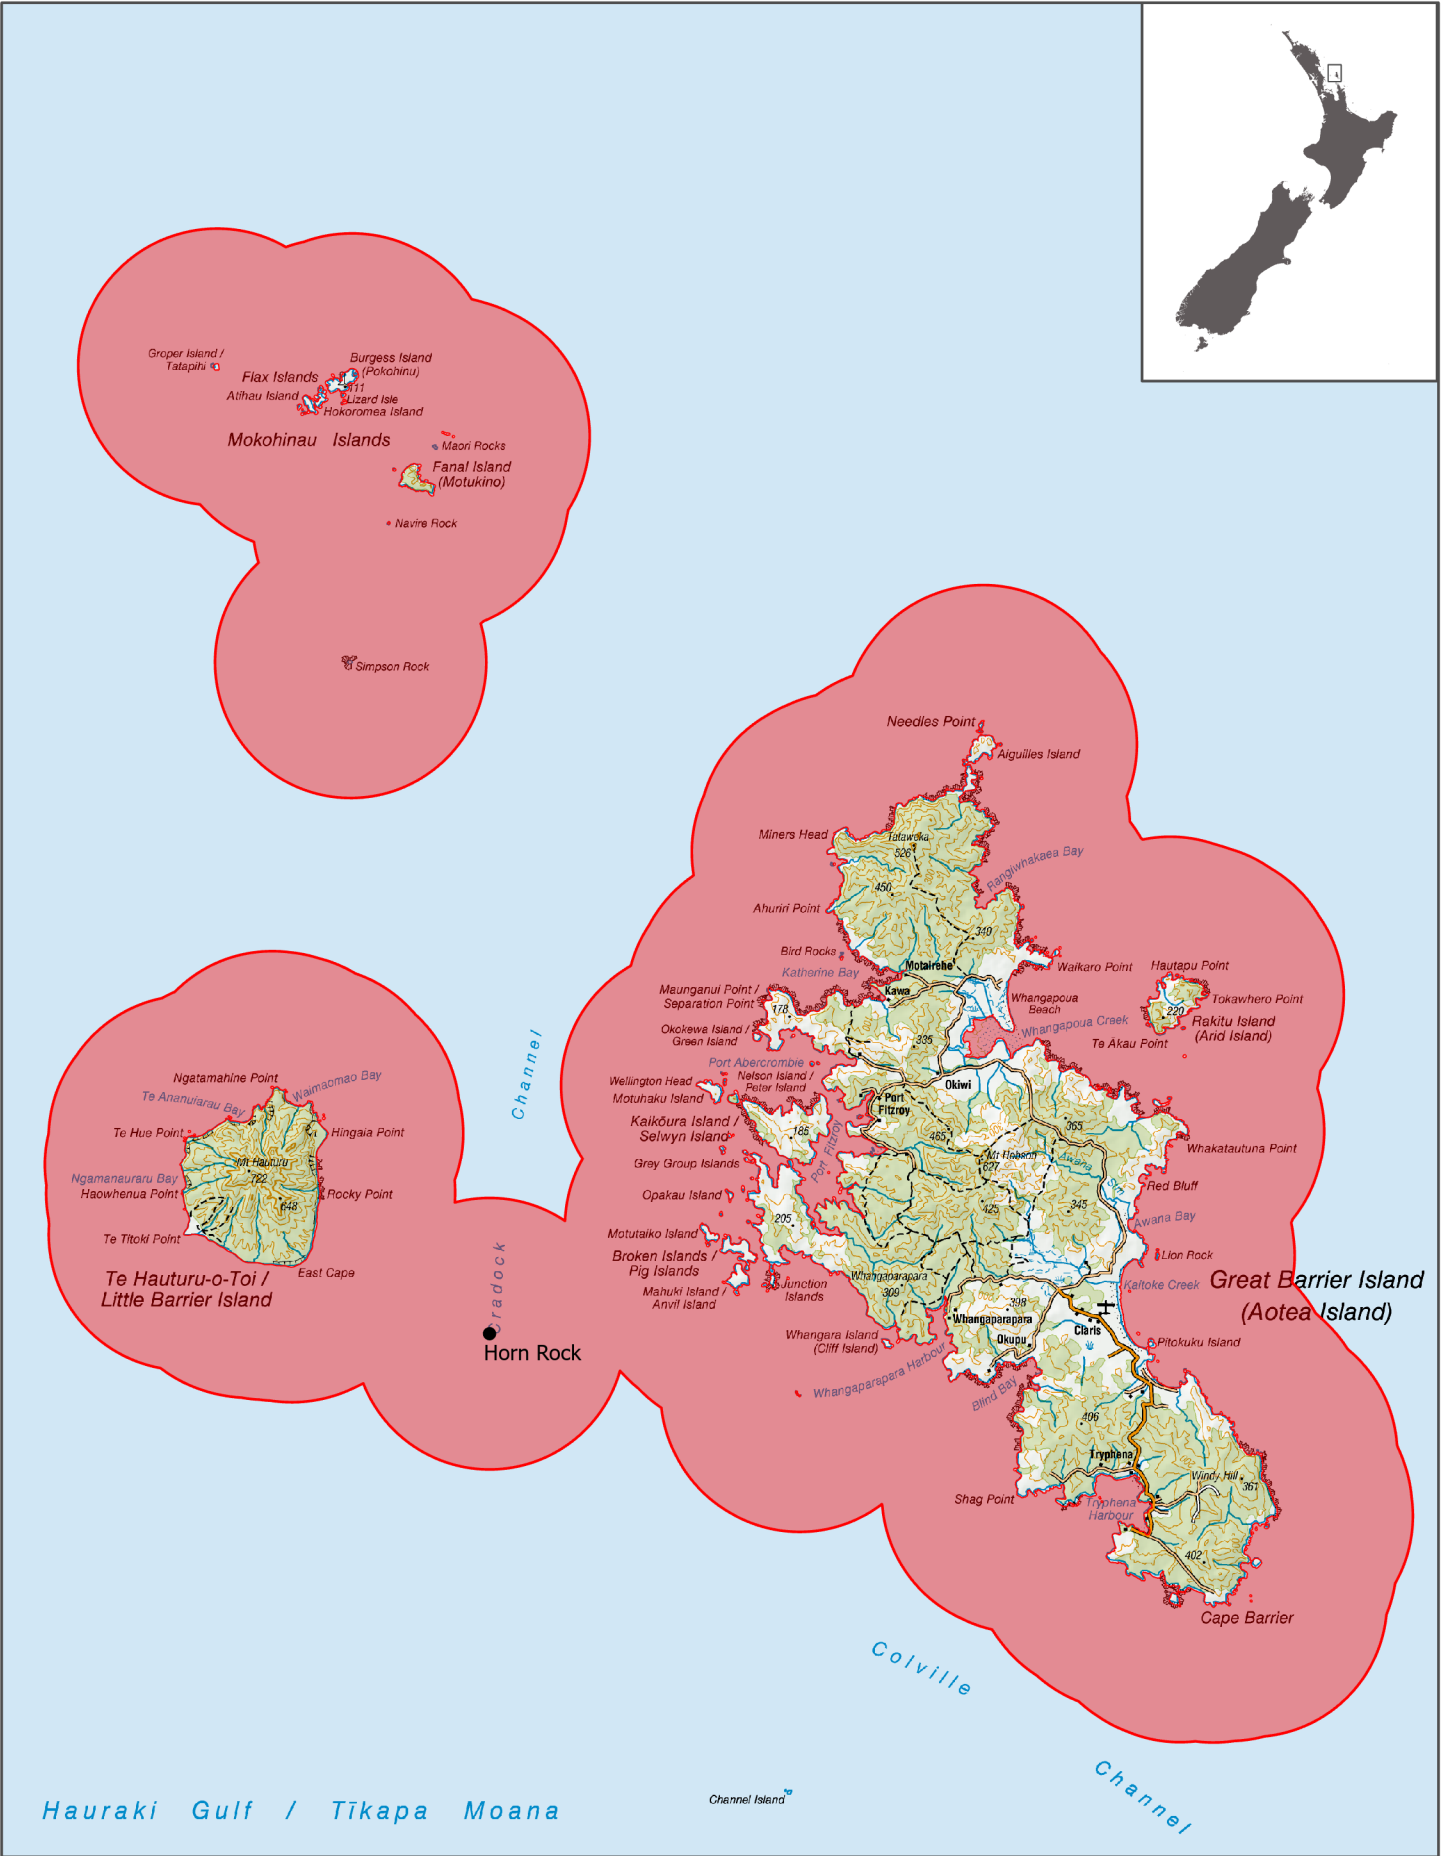 Groper Island /
Tatapihi
Burgess Island
(Pokohinu)
Flax Islands
111
Atihau Island
Lizard Isle
Hokoromea Island
Mokohinau Islands
Maori Rocks
Fanal Island
(Motukino)
Navire Rock
Simpson Rock
Needles Point
Aiguilles Island
Miners Head
Tataweka
526
300
Rangiwhakaea Bay
450
Ahuriri Point
340
Bird Rocks
Motairehe
Waikaro Point
Katherine Bay
Hautapu Point
Maunganui Point /
Separation Point
Kawa
178
Whangapoua
Beach
Tokawhero Point
220
Rakitu Island
(Arid Island)
Okokewa Island /
Green Island
Whangapoua Creek
335
Te Akau Point
Port Abercrombie
Nelson Island /
Peter Island
Wellington Head
Motuhaku Island
Okiwi
Port
Fitzroy
Kaikōura Island /
Selwyn Island
185
465
365
Port Fitzroy
Grey Group Islands
Mt Hobson
627
Awana
Stm
Whakatautuna Point
Red Bluff
Opakau Island
205
425
345
Awana Bay
Motutaiko Island
Broken Islands /
Pig Islands
Lion Rock
Mahuki Island /
Anvil Island
Junction
Islands
Whangaparapara
309
Kaitoke Creek
Great Barrier Island
(Aotea Island)
398
Whangaparapara
Claris
Okupu
Whangara Island
(Cliff Island)
Pitokuku Island
Whangaparapara Harbour
Blind Bay
406
Tryphena
Windy Hill
361
Shag Point
Tryphena
Harbour
402
Cape Barrier
Ngatamahine Point
Te Ananuiarau Bay
Waimaomao Bay
Te Hue Point
Hingaia Point
Mt Hauturu
722
Ngamanauraru Bay
Haowhenua Point
Rocky Point
648
Te Titoki Point
East Cape
Te Hauturu-o-Toi /
Little Barrier Island
Cradock
Channel
Horn Rock
Colville
Channel
Channel Island
Hauraki Gulf / Tīkapa Moana